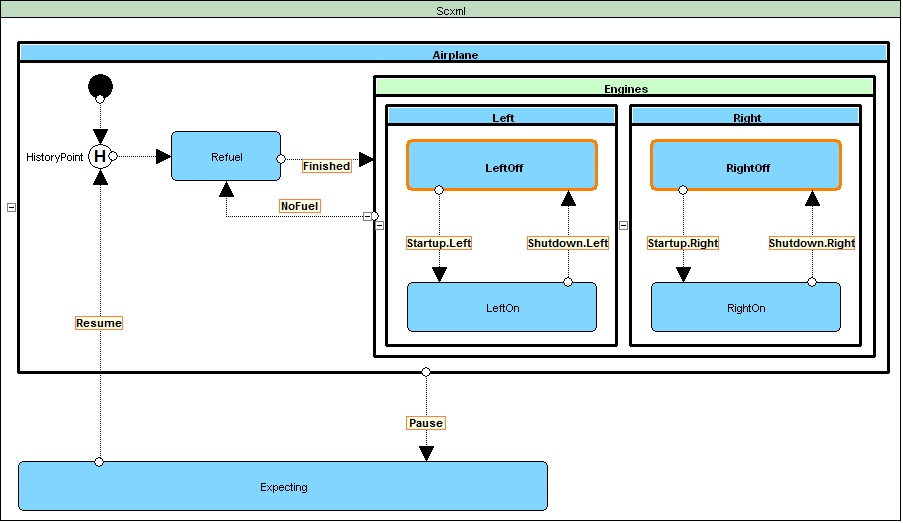 Scxml
Airplane
Engines
Left
Right
HistoryPoint
H
Refuel
Finished
LeftOff
RightOff
NoFuel
Startup.Left
Shutdown.Left
Startup.Right
Shutdown.Right
LeftOn
RightOn
Resume
Pause
Expecting